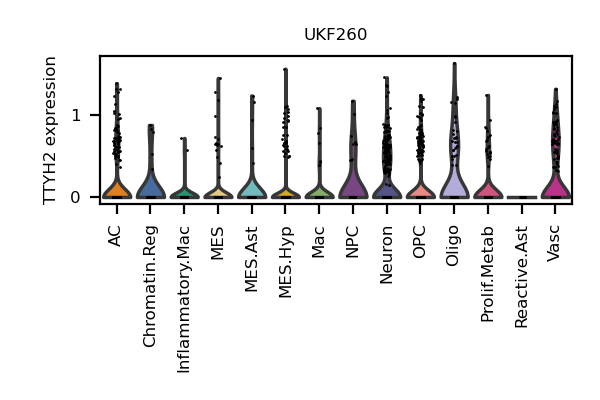 UKF260
TTYH2 expression
1
0
AC
Chromatin.Reg
Inflammatory.Mac
MES
MES.Ast
MES.Hyp
Mac
NPC
Neuron
OPC
Oligo
Prolif.Metab
Reactive.Ast
Vasc